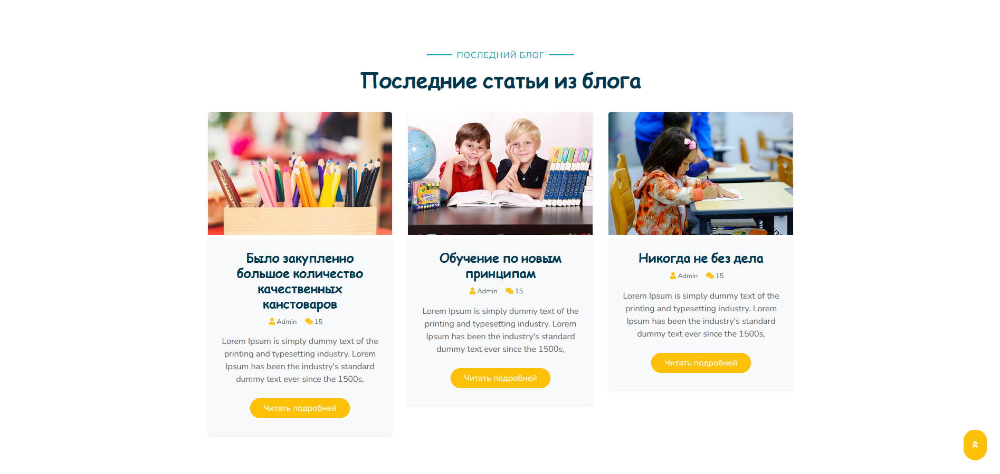 ПОСЛЕДНИЙ БЛОГ
Последние статьи из блога
Было закупленно
большое количество
качественных
канстоваров
Admin 15
Lorem Ipsum is simply dummy text of the
printing and typesetting industry. Lorem
Ipsum has been the industry's standard
dummy text ever since the 1500s,
Читать подробней
Обучение по новым
принципам
Admin 15
Lorem Ipsum is simply dummy text of the
printing and typesetting industry. Lorem
Ipsum has been the industry's standard
dummy text ever since the 1500s,
Читать подробней
Никогда не без дела
Admin 15
Lorem Ipsum is simply dummy text of the
printing and typesetting industry. Lorem
Ipsum has been the industry's standard
dummy text ever since the 1500s,
Читать подробней